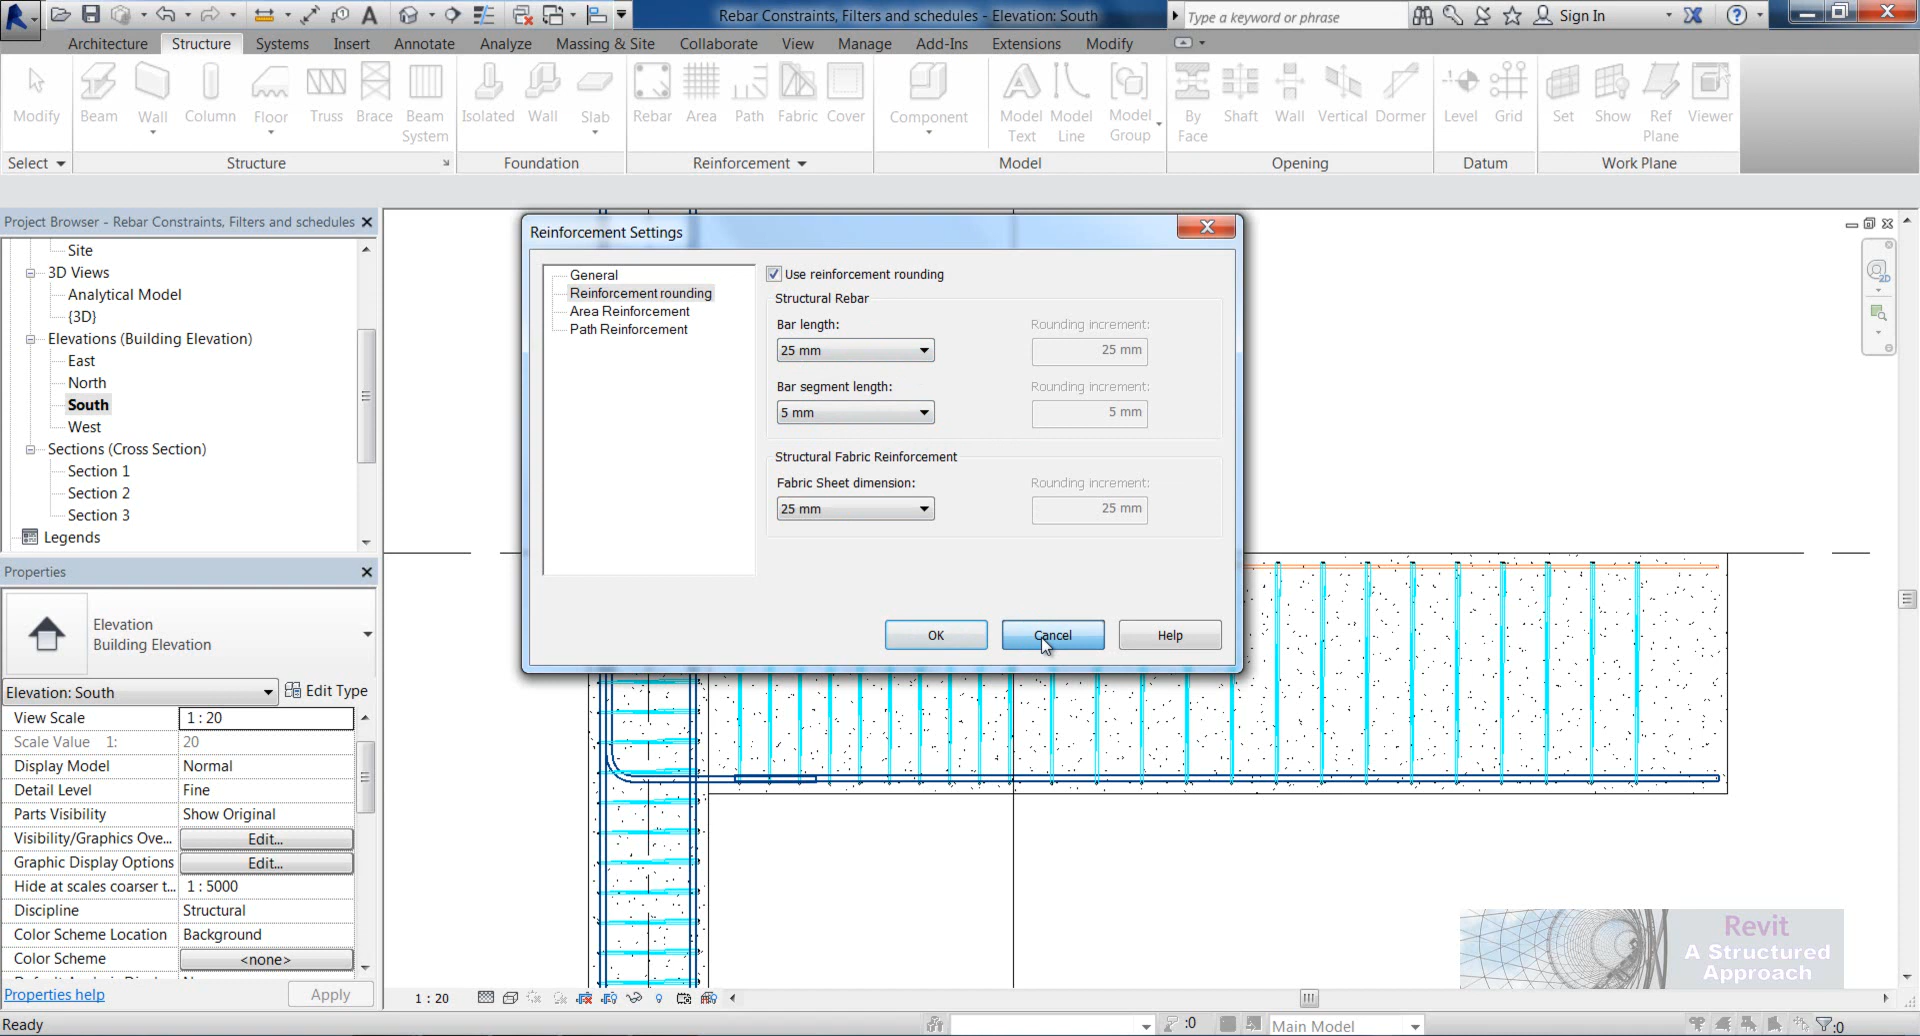 Rebar Constraints, Filters and schedules - Elevation: South
Type a keyword or phrase
Sign In
Architecture Structure Systems Insert Annotate Analyze Massing & Site Collaborate View Manage Add-Ins Extensions Modify
Modify Beam Wall Column Floor Truss Brace Beam System Isolated Wall Slab Rebar Area Path Fabric Cover Component Model Text Model Line Model Group By Face Shaft Wall Vertical Dormer Level Grid Set Show Ref Plane Viewer
Select Structure Foundation Reinforcement Model Opening Datum Work Plane
Project Browser - Rebar Constraints, Filters and schedules
Site
3D Views
Analytical Model
{3D}
Elevations (Building Elevation)
East
North
South
West
Sections (Cross Section)
Section 1
Section 2
Section 3
Legends
Reinforcement Settings
General
Reinforcement rounding
Area Reinforcement
Path Reinforcement
Use reinforcement rounding
Structural Rebar
Bar length: Rounding increment:
25 mm 25 mm
Bar segment length: Rounding increment:
5 mm 5 mm
Structural Fabric Reinforcement
Fabric Sheet dimension: Rounding increment:
25 mm 25 mm
OK Cancel Help
2D
Properties
Elevation
Building Elevation
Elevation: South Edit Type
View Scale 1 : 20
Scale Value 1: 20
Display Model Normal
Detail Level Fine
Parts Visibility Show Original
Visibility/Graphics Ove... Edit...
Graphic Display Options Edit...
Hide at scales coarser t... 1 : 5000
Discipline Structural
Color Scheme Location Background
Color Scheme <none>
Properties help Apply
1 : 20
Revit
A Structured
Approach
Ready
:0
Main Model
:0